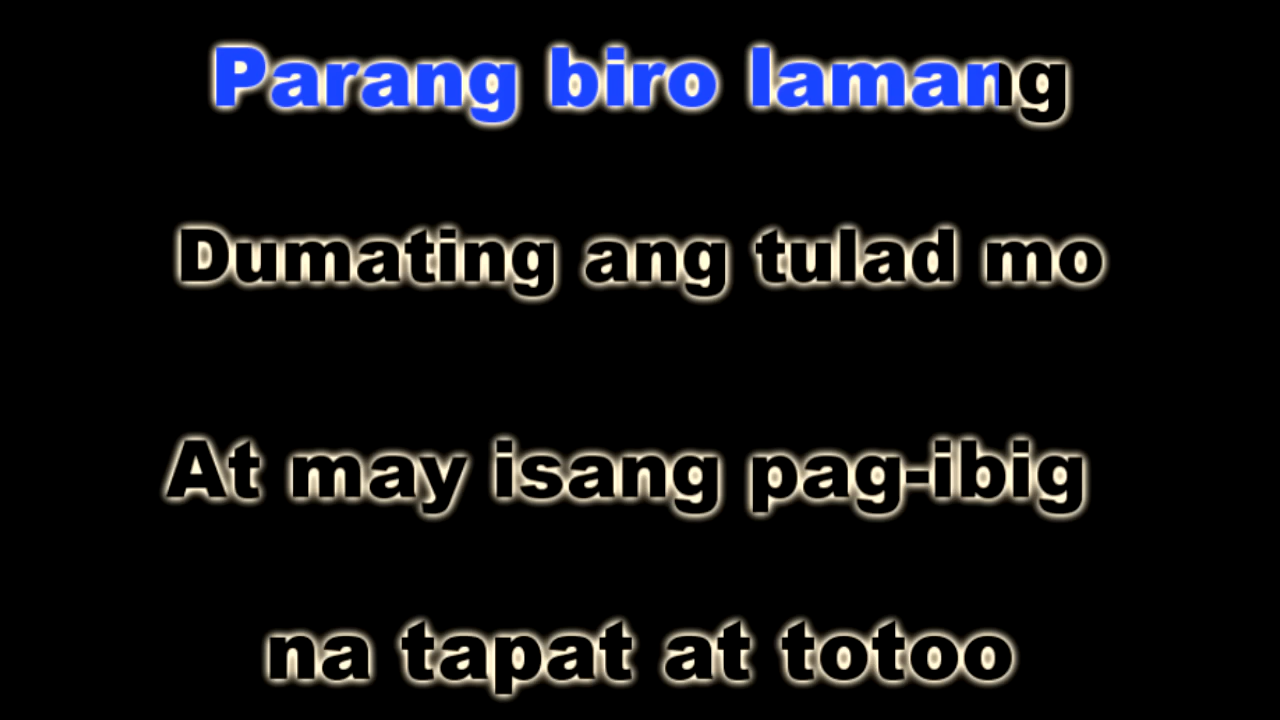 Parang biro lamang
Dumating ang tulad mo
At may isang pag-ibig
na tapat at totoo